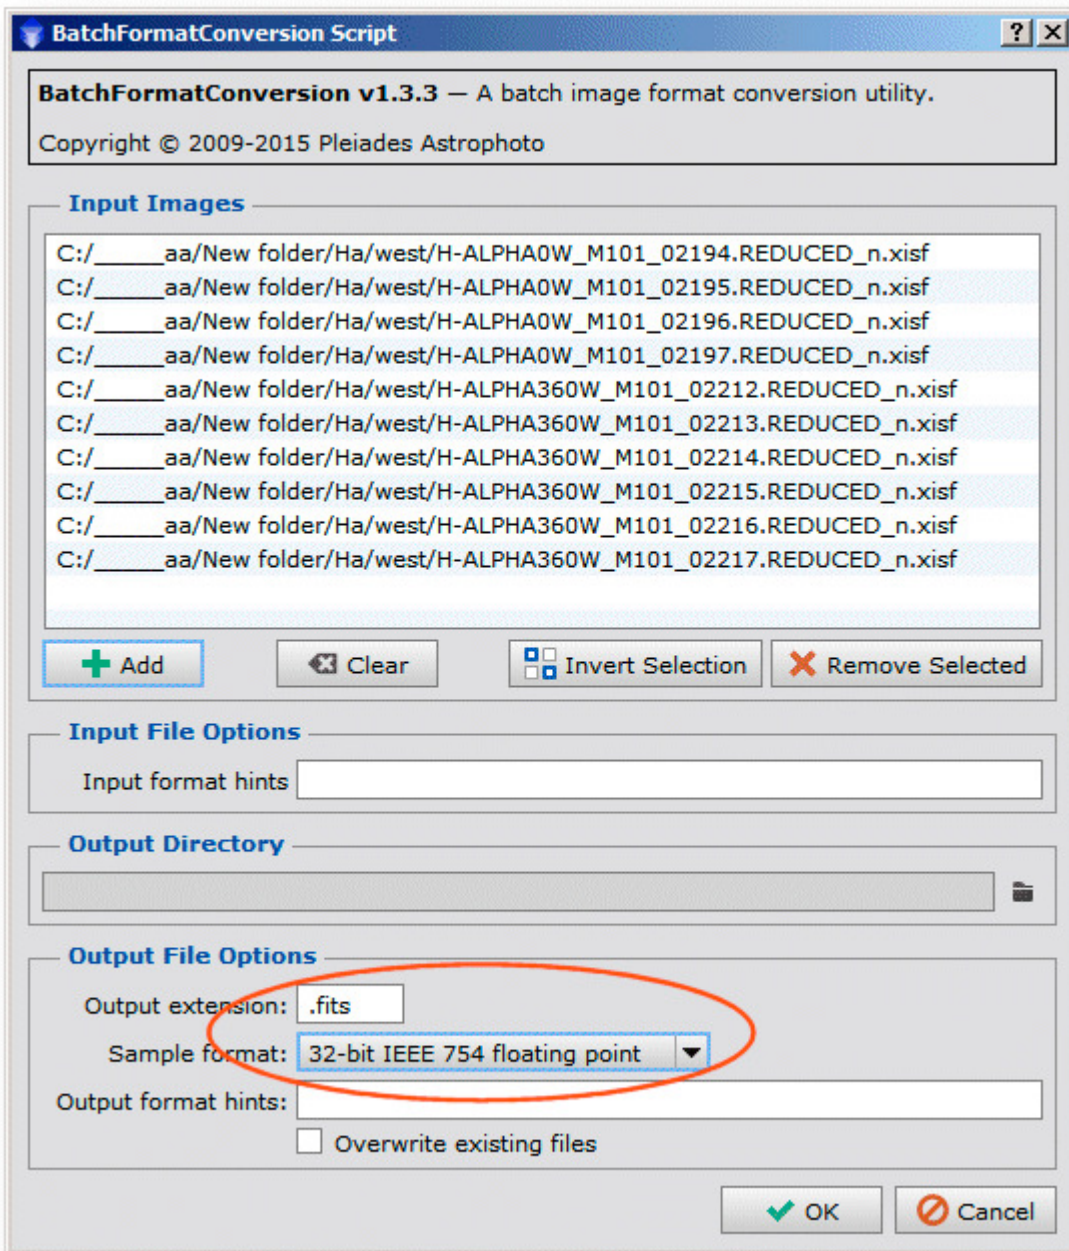 BatchFormatConversion Script
BatchFormatConversion v1.3.3 — A batch image format conversion utility.
Copyright © 2009-2015 Pleiades Astrophoto
Input Images
C:/_____aa/New folder/Ha/west/H-ALPHA0W_M101_02194.REDUCED_n.xisf
C:/_____aa/New folder/Ha/west/H-ALPHA0W_M101_02195.REDUCED_n.xisf
C:/_____aa/New folder/Ha/west/H-ALPHA0W_M101_02196.REDUCED_n.xisf
C:/_____aa/New folder/Ha/west/H-ALPHA0W_M101_02197.REDUCED_n.xisf
C:/_____aa/New folder/Ha/west/H-ALPHA360W_M101_02212.REDUCED_n.xisf
C:/_____aa/New folder/Ha/west/H-ALPHA360W_M101_02213.REDUCED_n.xisf
C:/_____aa/New folder/Ha/west/H-ALPHA360W_M101_02214.REDUCED_n.xisf
C:/_____aa/New folder/Ha/west/H-ALPHA360W_M101_02215.REDUCED_n.xisf
C:/_____aa/New folder/Ha/west/H-ALPHA360W_M101_02216.REDUCED_n.xisf
C:/_____aa/New folder/Ha/west/H-ALPHA360W_M101_02217.REDUCED_n.xisf
Add Clear Invert Selection Remove Selected
Input File Options
Input format hints
Output Directory
Output File Options
Output extension: .fits
Sample format: 32-bit IEEE 754 floating point
Output format hints:
Overwrite existing files
OK Cancel